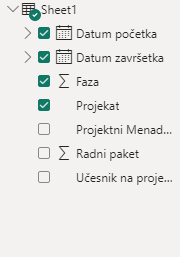 Sheet1
Datum početka
Datum završetka
Faza
Projekat
Projektni Menad...
Radni paket
Učesnik na proje...